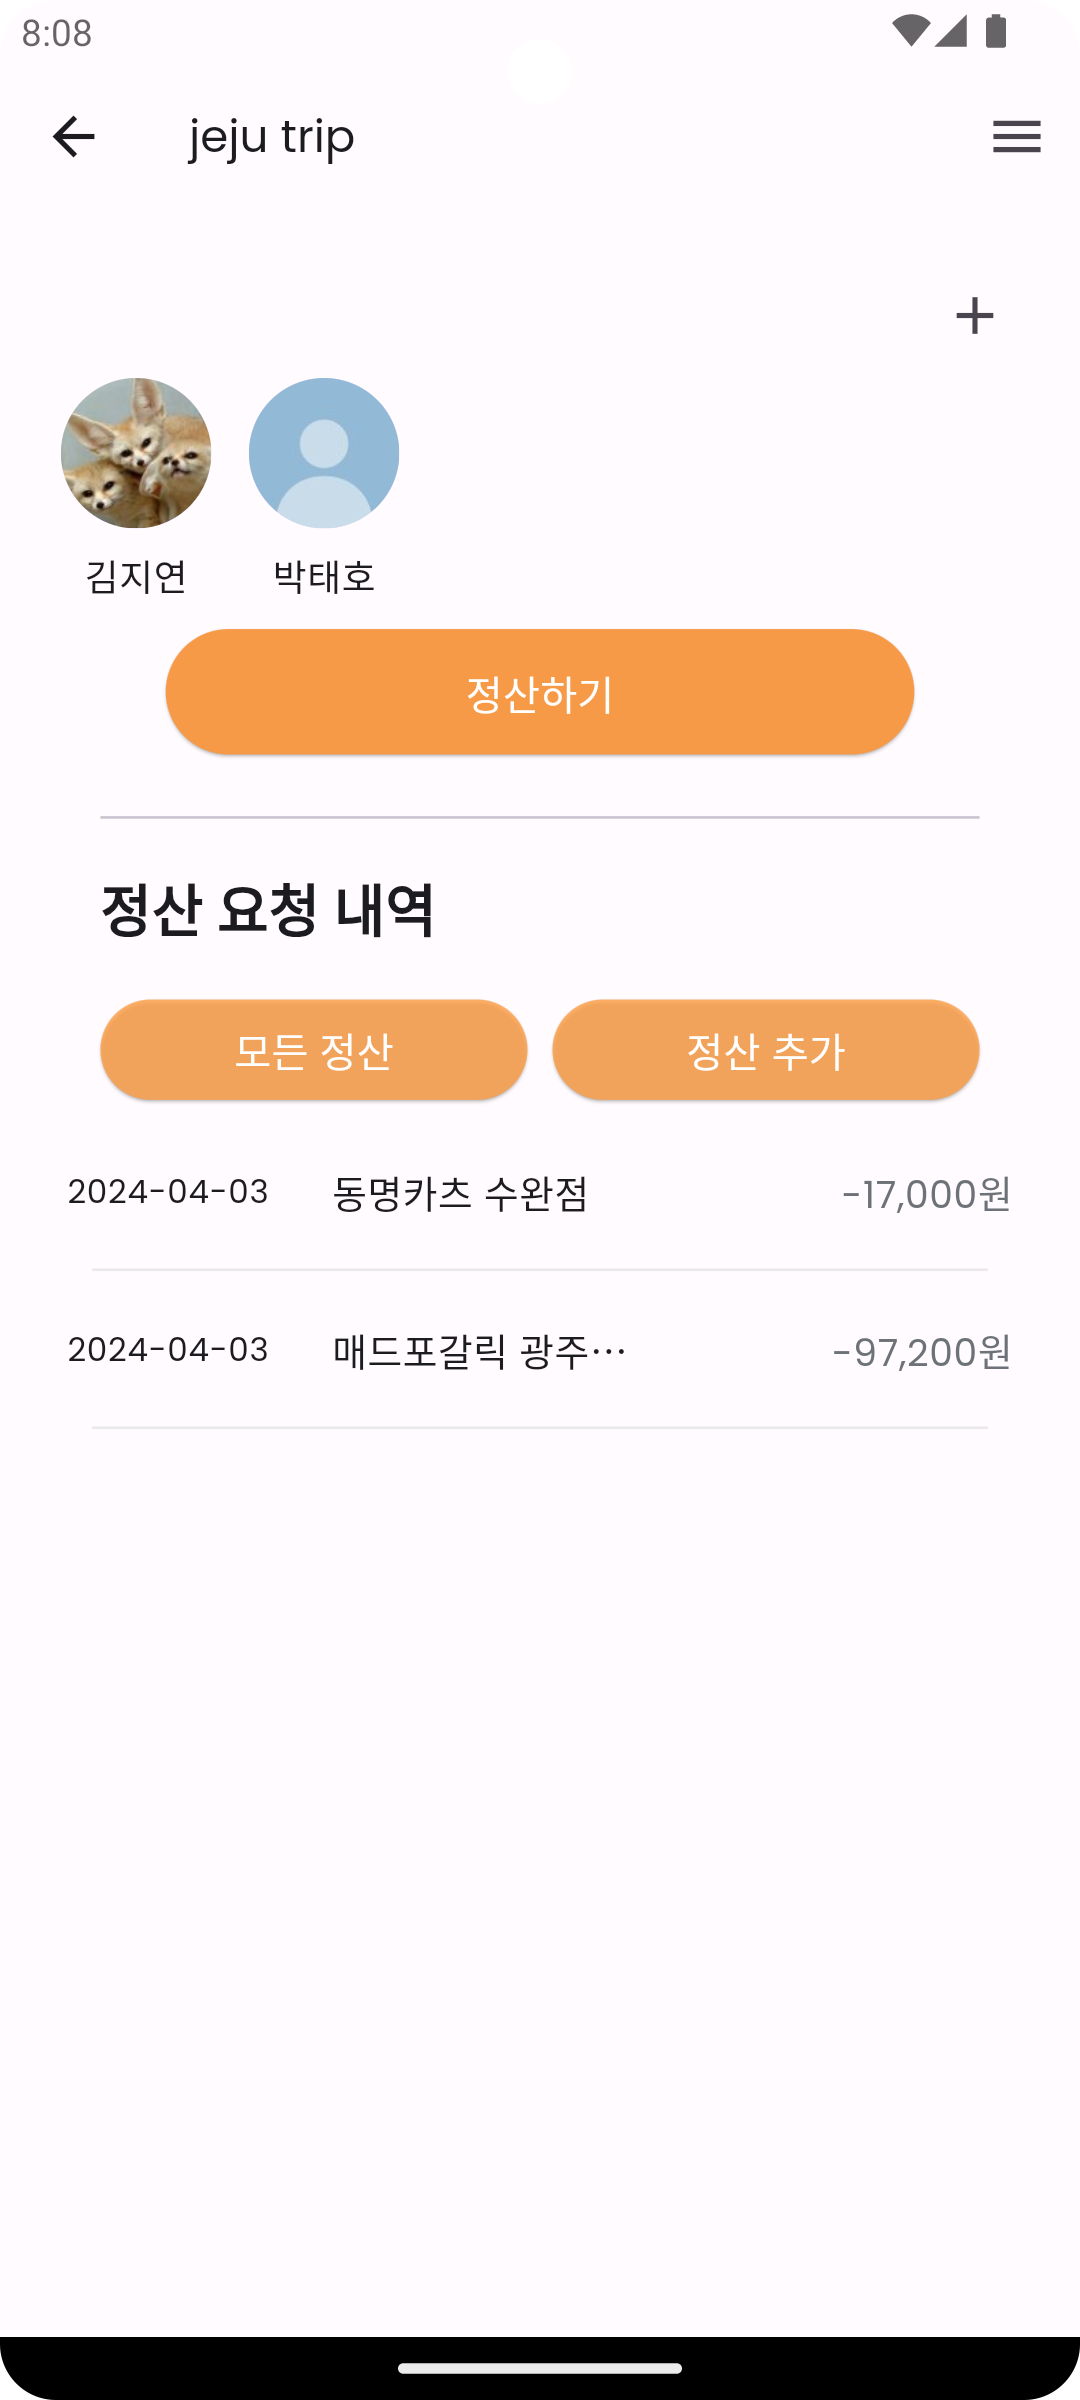 8:08
jeju trip
김지연
박태호
정산하기
정산 요청 내역
모든 정산
정산 추가
2024-04-03 동명카츠 수완점 -17,000원
2024-04-03 매드포갈릭 광주… -97,200원